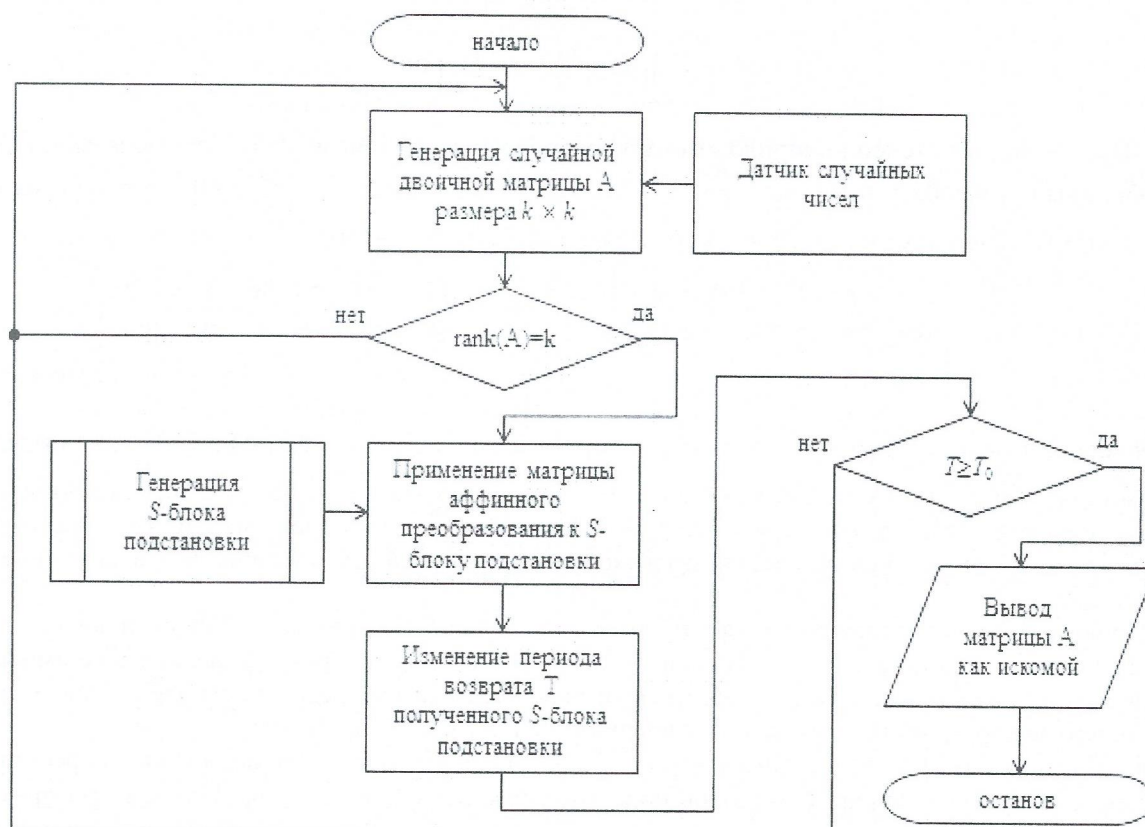 начало
Генерация случайной
двоичной матрицы А
размера k × k
Датчик случайных
чисел
нет
да
rank(A)=k
Генерация
S-блока
подстановки
Применение матрицы
аффинного
преобразования к S-
блоку подстановки
нет
да
T≥T₀
Изменение периода
возврата Т
полученного S-блока
подстановки
Вывод
матрицы А
как искомой
останов